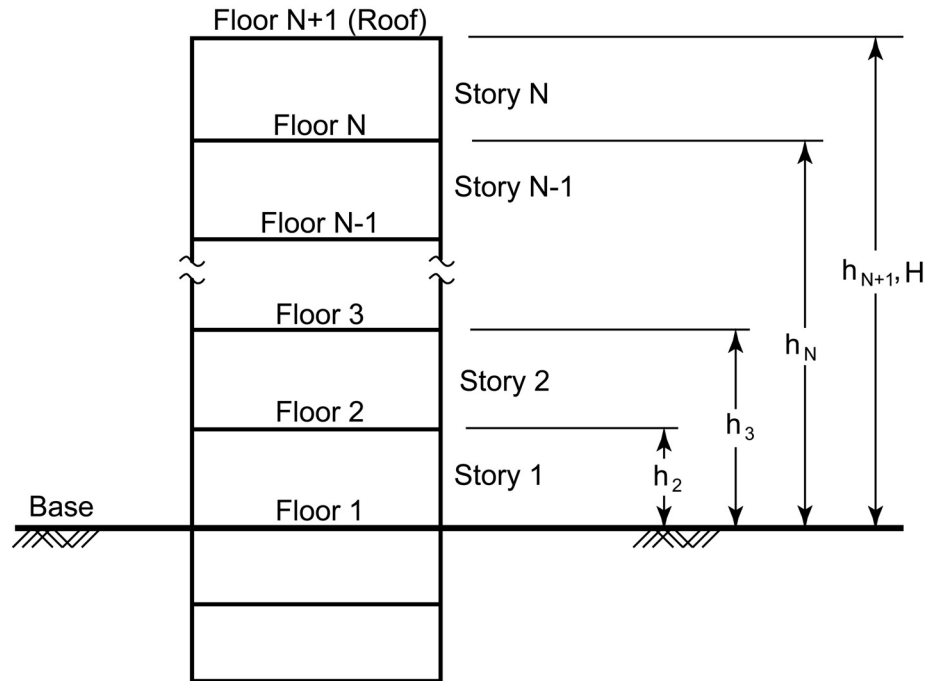 Floor N+1 (Roof)
Story N
Floor N
Story N-1
Floor N-1
h_N+1, H
Floor 3
h_N
Story 2
Floor 2
h_3
Story 1
h_2
Base
Floor 1